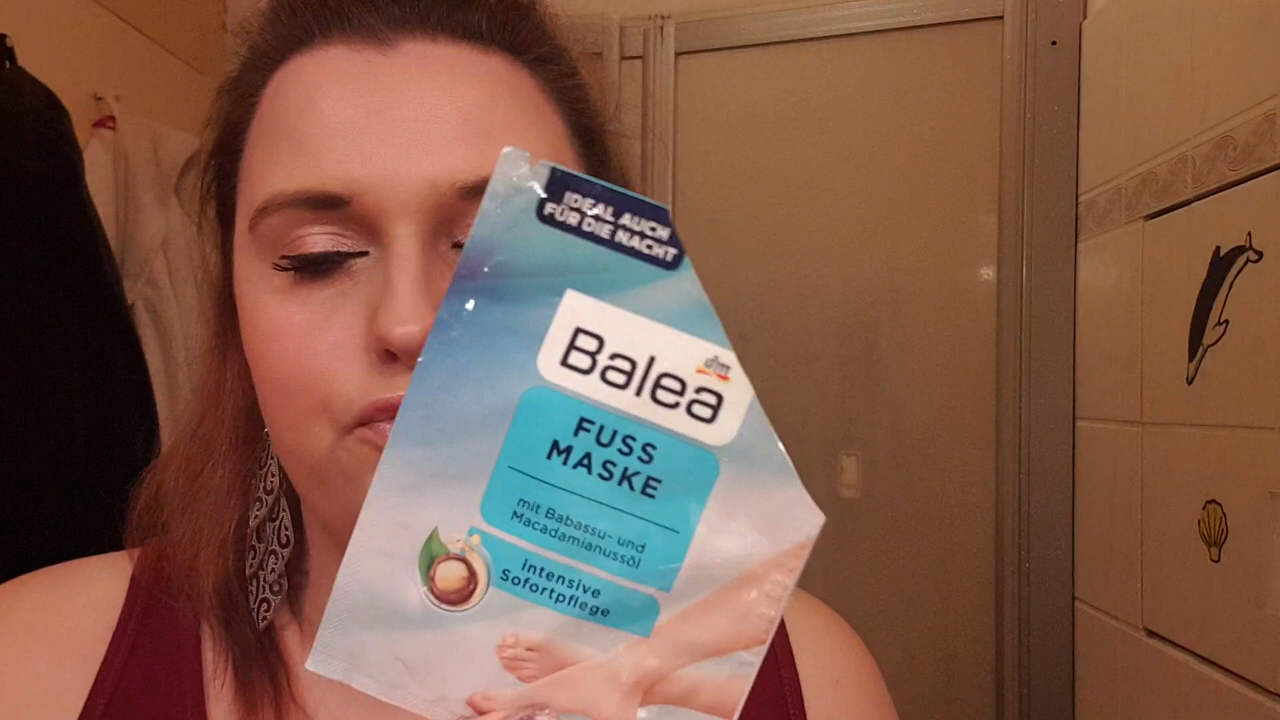 IDEAL AUCH
FÜR DIE NACHT
Balea
dm
FUSS
MASKE
mit Babassu- und
Macadamianussöl
Intensive
Sofortpflege